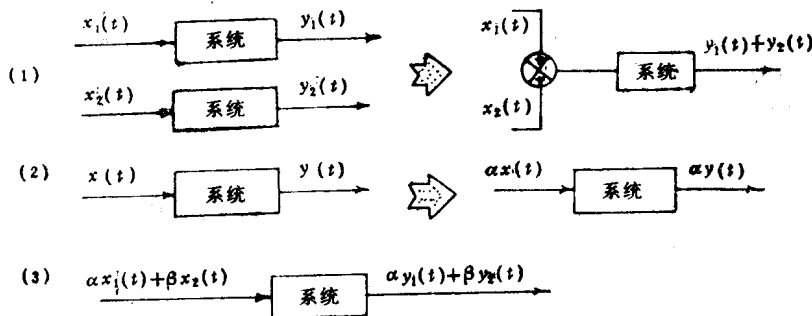 x₁(t) 系统 y₁(t)
(1)
x₂(t) 系统 y₂(t)
x₁(t)
x₂(t)
系统 y₁(t)+y₂(t)
(2) x(t) 系统 y(t) αx(t) 系统 αy(t)
(3) αx₁(t)+βx₂(t) 系统 αy₁(t)+βy₂(t)